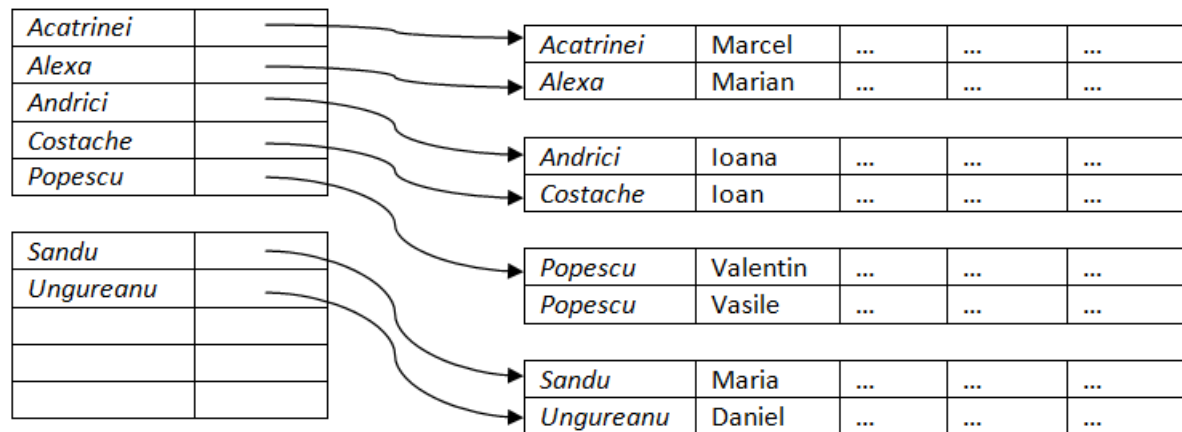 Acatrinei
Alexa
Andrici
Costache
Popescu
Sandu
Ungureanu
Acatrinei Marcel ... ... ...
Alexa Marian ... ... ...
Andrici Ioana ... ... ...
Costache Ioan ... ... ...
Popescu Valentin ... ... ...
Popescu Vasile ... ... ...
Sandu Maria ... ... ...
Ungureanu Daniel ... ... ...